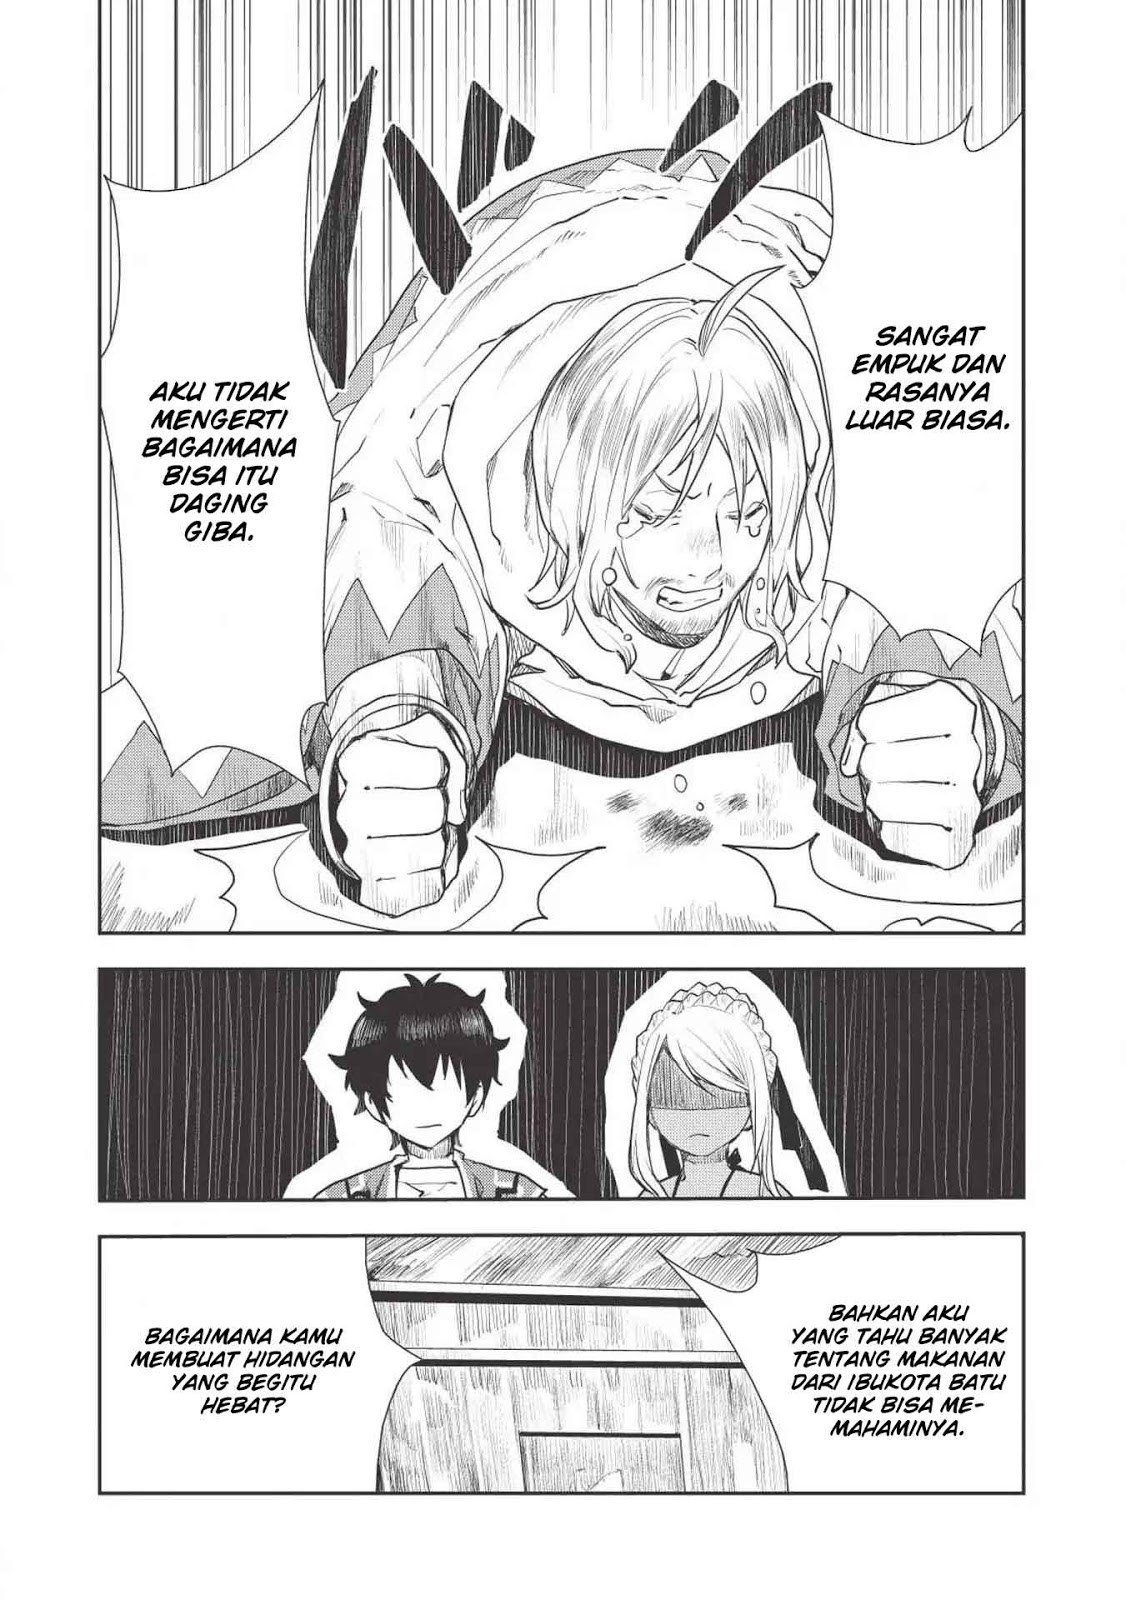 SANGAT
EMPUK DAN
RASANYA
LUAR BIASA.
AKU TIDAK
MENGERTI
BAGAIMANA
BISA ITU
DAGING
GIBA.
BAHKAN AKU
YANG TAHU BANYAK
TENTANG MAKANAN
DARI IBUKOTA BATU
TIDAK BISA ME-
MAHAMINYA.
BAGAIMANA KAMU
MEMBUAT HIDANGAN
YANG BEGITU
HEBAT?